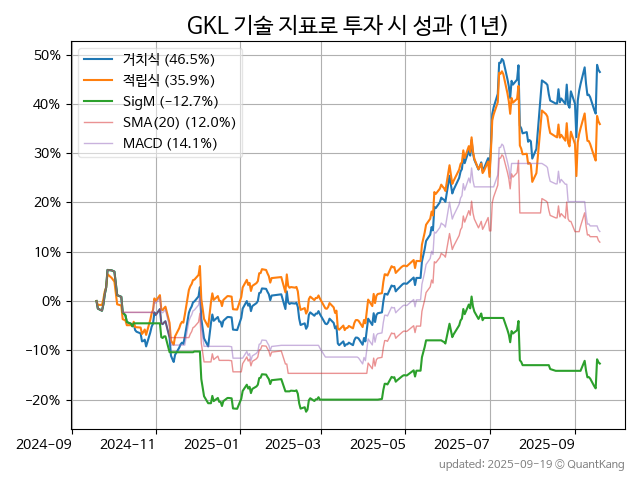 GKL 기술 지표로 투자 시 성과 (1년)
거치식 (46.5%)
적립식 (35.9%)
SigM (−12.7%)
SMA(20) (12.0%)
MACD (14.1%)
50%
40%
30%
20%
10%
0%
−10%
−20%
2024-09 2024-11 2025-01 2025-03 2025-05 2025-07 2025-09
updated: 2025-09-19 © QuantKang